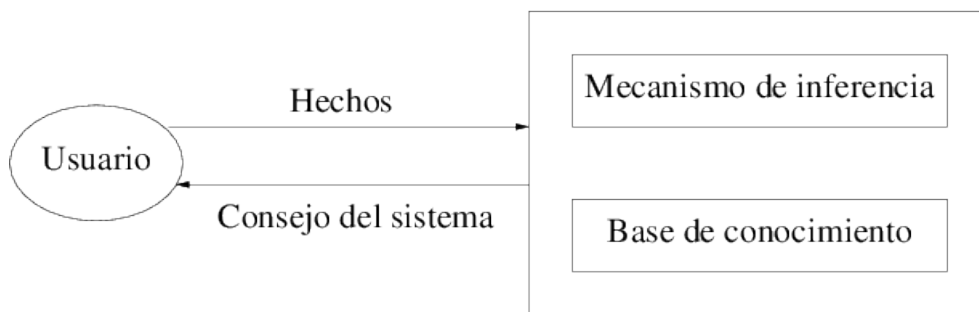 Mecanismo de inferencia
Hechos
Usuario
Consejo del sistema
Base de conocimiento